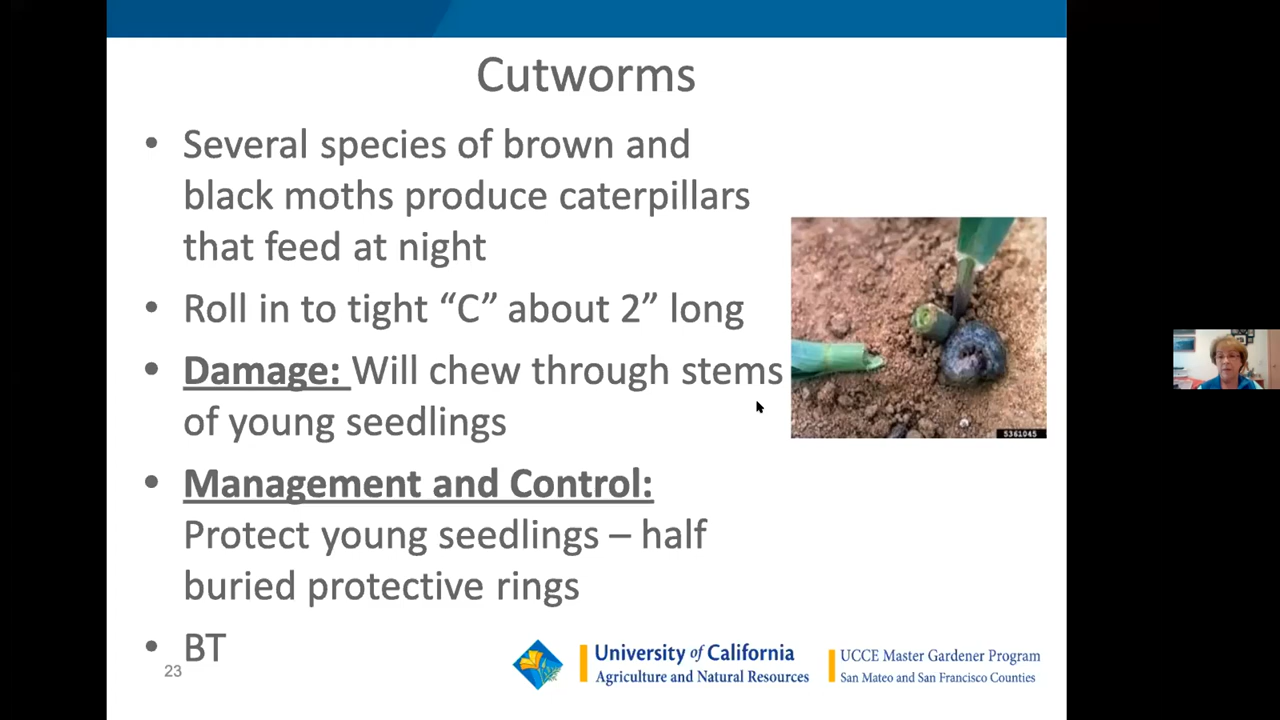 Cutworms
• Several species of brown and
black moths produce caterpillars
that feed at night
• Roll in to tight “C” about 2” long
• Damage: Will chew through stems
of young seedlings
• Management and Control:
Protect young seedlings – half
buried protective rings
• BT
23
University of California
Agriculture and Natural Resources
UCCE Master Gardener Program
San Mateo and San Francisco Counties
5361045